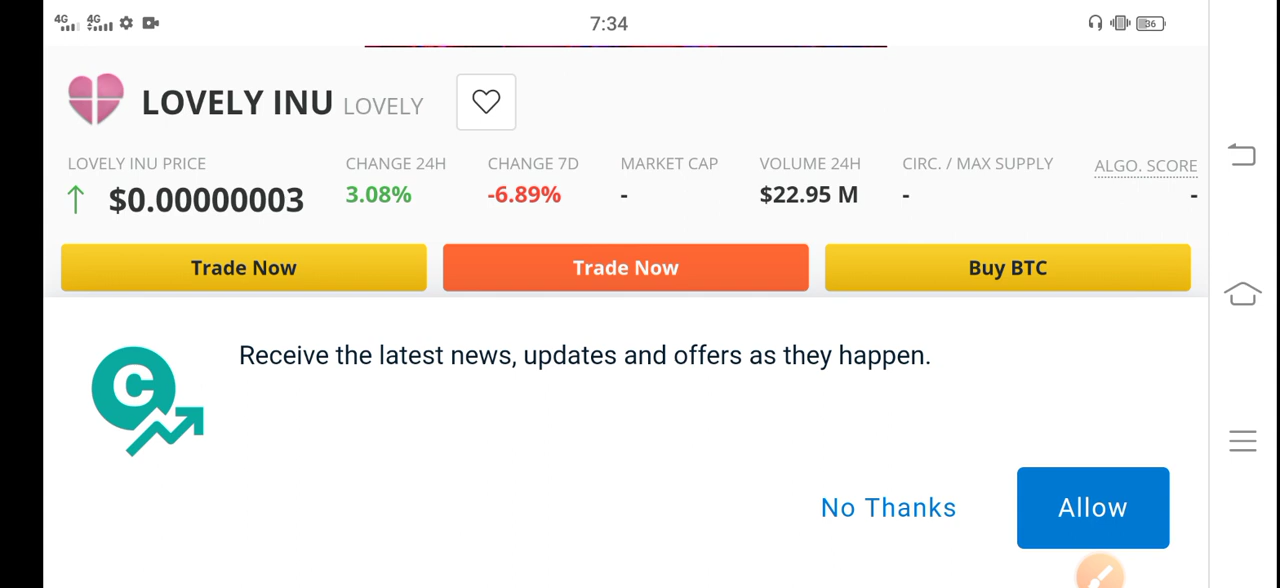 4G 4G 7:34 36
LOVELY INU LOVELY
LOVELY INU PRICE CHANGE 24H CHANGE 7D MARKET CAP VOLUME 24H CIRC. / MAX SUPPLY ALGO. SCORE
↑ $0.00000003 3.08% -6.89% - $22.95 M - -
Trade Now Trade Now Buy BTC
Receive the latest news, updates and offers as they happen.
C
No Thanks Allow